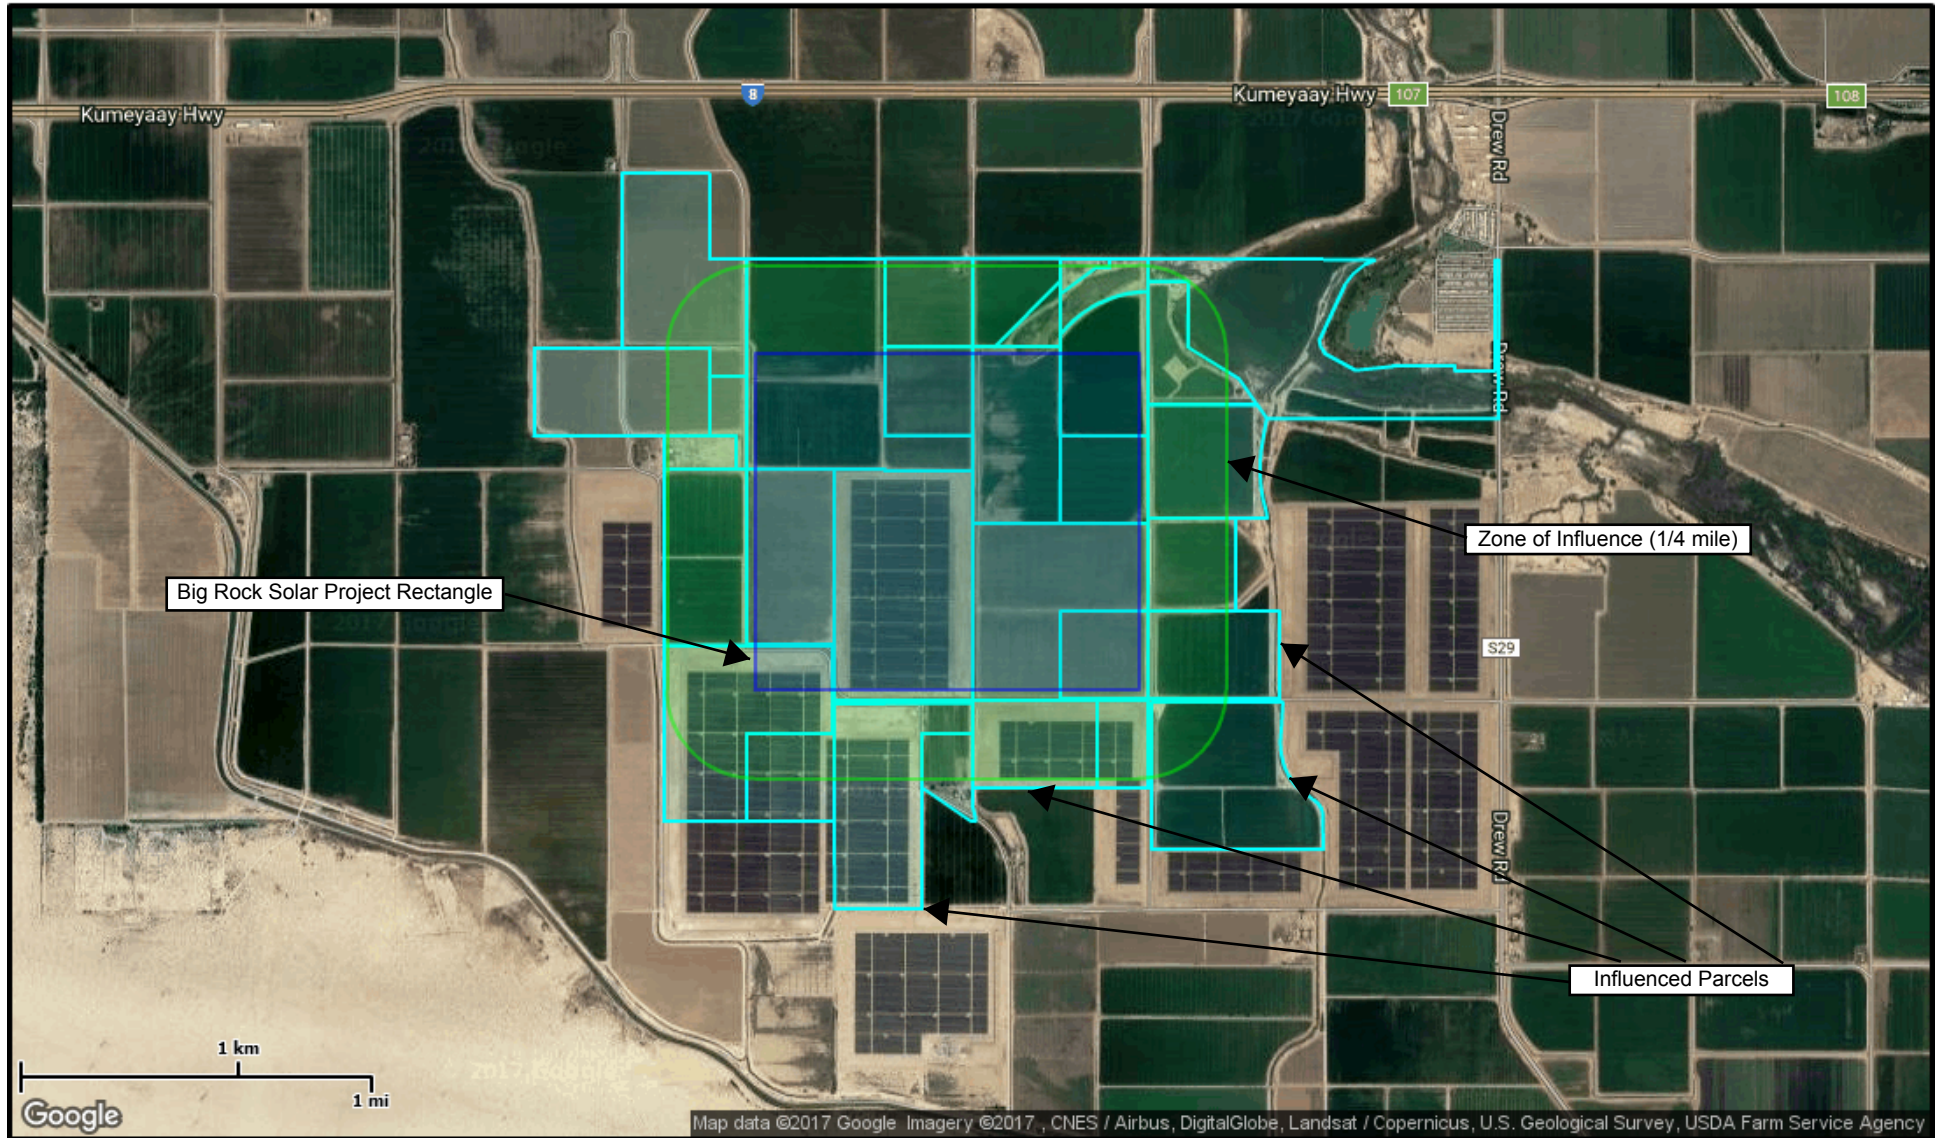 Kumeyaay Hwy
8
Kumeyaay Hwy
107
108
Drew Rd
Drew Rd
Zone of Influence (1/4 mile)
Big Rock Solar Project Rectangle
S29
Drew Rd
Influenced Parcels
1 km
1 mi
2017 Google
Google
Map data ©2017 Google Imagery ©2017 , CNES / Airbus, DigitalGlobe, Landsat / Copernicus, U.S. Geological Survey, USDA Farm Service Agency